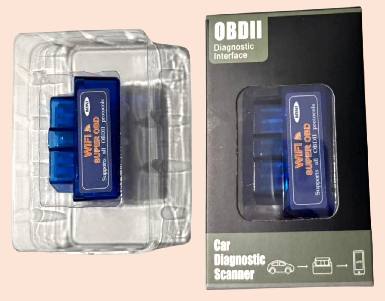 WIFI
SUPER OBD
Supports all OBDII protocols
OBDII
Diagnostic
Interface
WIFI
SUPER OBD
Supports all OBDII protocols
Car
Diagnostic
Scanner